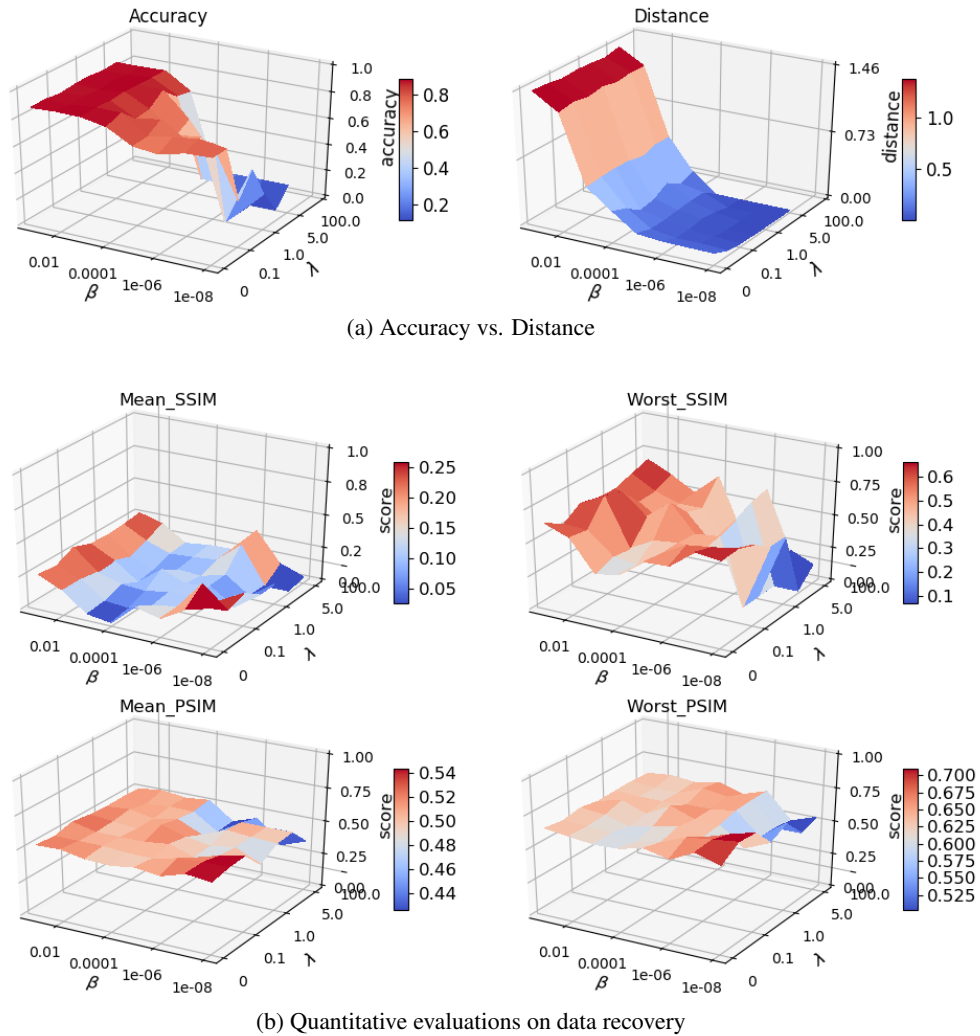 Accuracy
1.0
0.8
0.6
0.4
0.2
0.0
100.0
5.0
1.0
0.1
0
λ
0.01
0.0001
1e-06
1e-08
β
accuracy
0.8
0.6
0.4
0.2
Distance
1.46
0.73
0.00
100.0
5.0
1.0
0.1
0
λ
0.01
0.0001
1e-06
1e-08
β
distance
1.0
0.5
(a) Accuracy vs. Distance
Mean_SSIM
1.0
0.8
0.5
0.2
0.0
100.0
5.0
1.0
0.1
0
λ
0.01
0.0001
1e-06
1e-08
β
score
0.25
0.20
0.15
0.10
0.05
Worst_SSIM
1.00
0.75
0.50
0.25
0.00
100.0
5.0
1.0
0.1
0
λ
0.01
0.0001
1e-06
1e-08
β
score
0.6
0.5
0.4
0.3
0.2
0.1
Mean_PSIM
1.00
0.75
0.50
0.25
0.00
100.0
5.0
1.0
0.1
0
λ
0.01
0.0001
1e-06
1e-08
β
score
0.54
0.52
0.50
0.48
0.46
0.44
Worst_PSIM
1.00
0.75
0.50
0.25
0.00
100.0
5.0
1.0
0.1
0
λ
0.01
0.0001
1e-06
1e-08
β
score
0.700
0.675
0.650
0.625
0.600
0.575
0.550
0.525
(b) Quantitative evaluations on data recovery